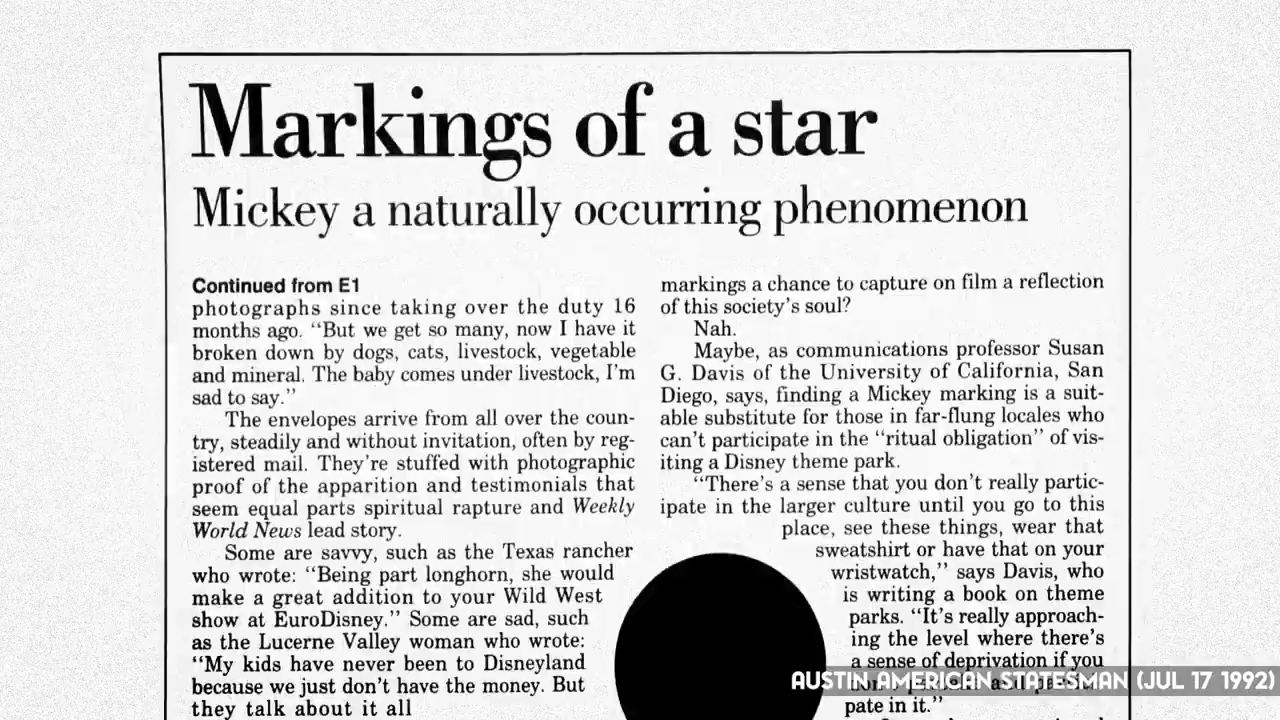 Markings of a star
Mickey a naturally occurring phenomenon
Continued from E1
photographs since taking over the duty 16
months ago. “But we get so many, now I have it
broken down by dogs, cats, livestock, vegetable
and mineral. The baby comes under livestock, I’m
sad to say.”
The envelopes arrive from all over the coun-
try, steadily and without invitation, often by reg-
istered mail. They’re stuffed with photographic
proof of the apparition and testimonials that
seem equal parts spiritual rapture and Weekly
World News lead story.
Some are savvy, such as the Texas rancher
who wrote: “Being part longhorn, she would
make a great addition to your Wild West
show at EuroDisney.” Some are sad, such
as the Lucerne Valley woman who wrote:
“My kids have never been to Disneyland
because we just don’t have the money. But
they talk about it all
markings a chance to capture on film a reflection
of this society’s soul?
Nah.
Maybe, as communications professor Susan
G. Davis of the University of California, San
Diego, says, finding a Mickey marking is a suit-
able substitute for those in far-flung locales who
can’t participate in the “ritual obligation” of vis-
iting a Disney theme park.
“There’s a sense that you don’t really partic-
ipate in the larger culture until you go to this
place, see these things, wear that
sweatshirt or have that on your
wristwatch,” says Davis, who
is writing a book on theme
parks. “It’s really approach-
ing the level where there’s
a sense of deprivation if you
pate in it.”
AUSTIN AMERICAN STATESMAN (JUL 17 1992)